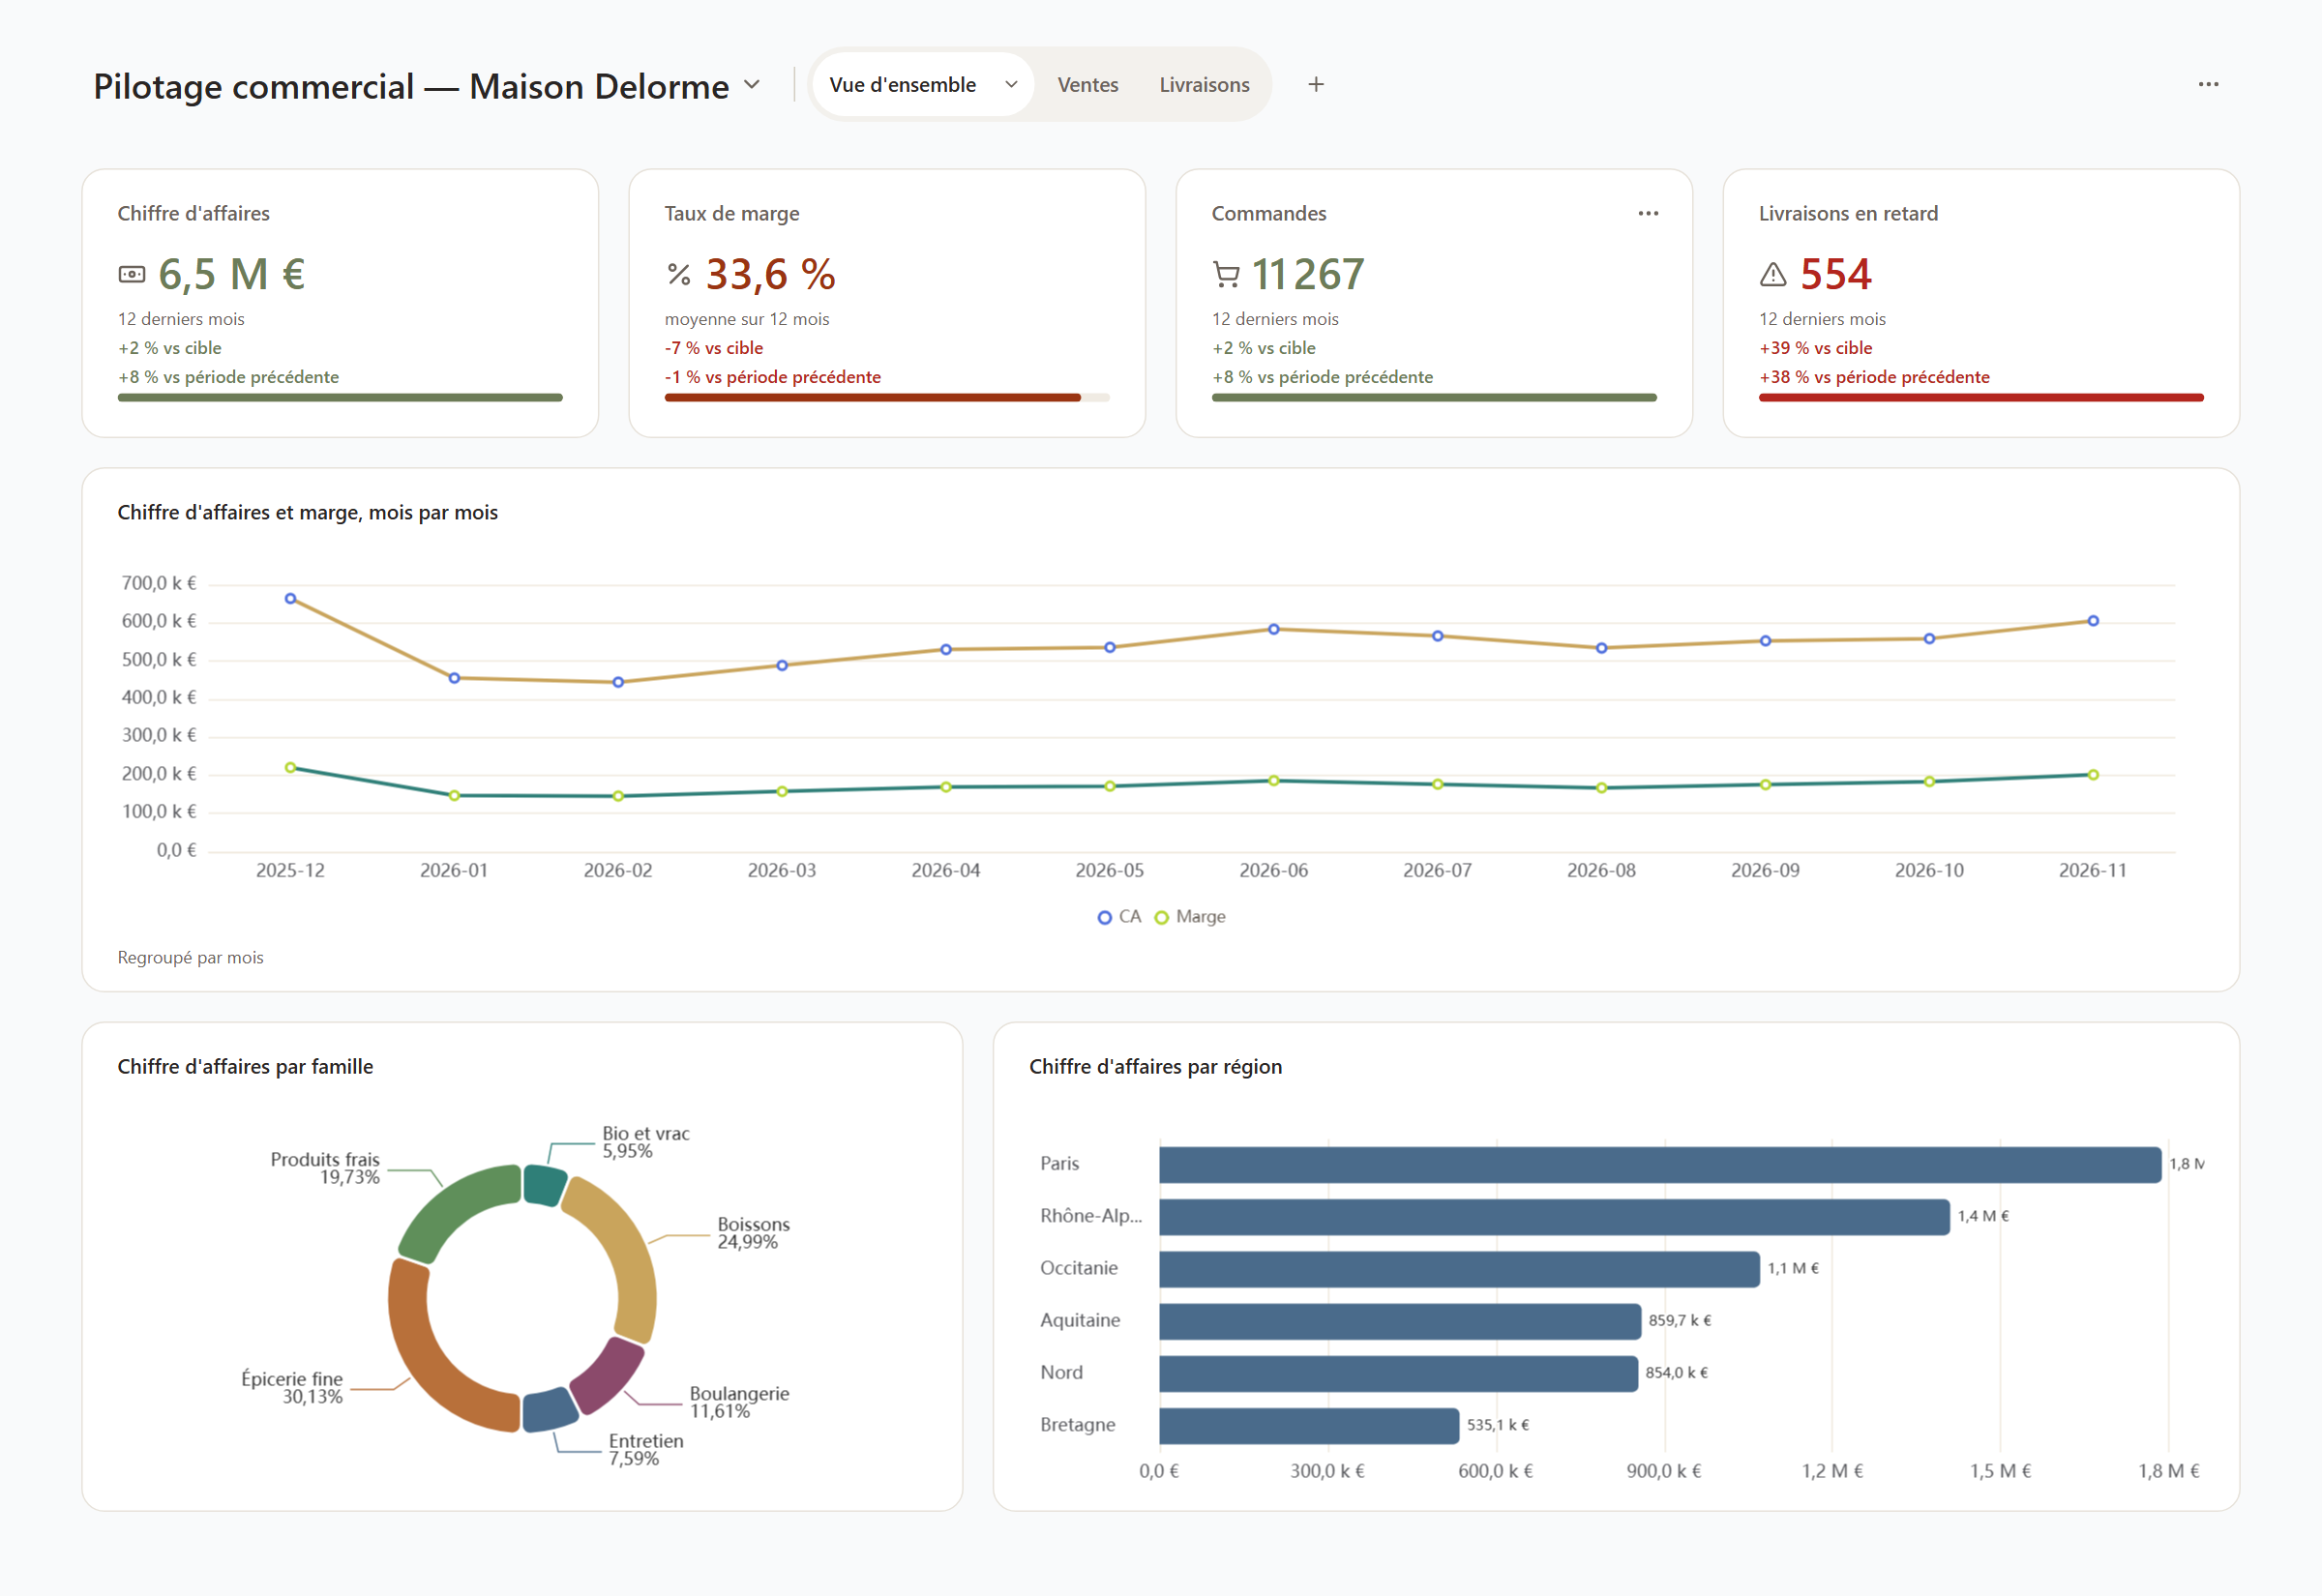 Pilotage commercial — Maison Delorme
Vue d'ensemble
Ventes
Livraisons
Chiffre d'affaires
6,5 M €
12 derniers mois
+2 % vs cible
+8 % vs période précédente
Taux de marge
33,6 %
moyenne sur 12 mois
-7 % vs cible
-1 % vs période précédente
Commandes
11 267
12 derniers mois
+2 % vs cible
+8 % vs période précédente
Livraisons en retard
554
12 derniers mois
+39 % vs cible
+38 % vs période précédente
Chiffre d'affaires et marge, mois par mois
700,0 k €
600,0 k €
500,0 k €
400,0 k €
300,0 k €
200,0 k €
100,0 k €
0,0 €
2025-12
2026-01
2026-02
2026-03
2026-04
2026-05
2026-06
2026-07
2026-08
2026-09
2026-10
2026-11
CA
Marge
Regroupé par mois
Chiffre d'affaires par famille
Bio et vrac
5,95%
Produits frais
19,73%
Boissons
24,99%
Épicerie fine
30,13%
Boulangerie
11,61%
Entretien
7,59%
Chiffre d'affaires par région
Paris
1,8 M
Rhône-Alp...
1,4 M €
Occitanie
1,1 M €
Aquitaine
859,7 k €
Nord
854,0 k €
Bretagne
535,1 k €
0,0 €
300,0 k €
600,0 k €
900,0 k €
1,2 M €
1,5 M €
1,8 M €